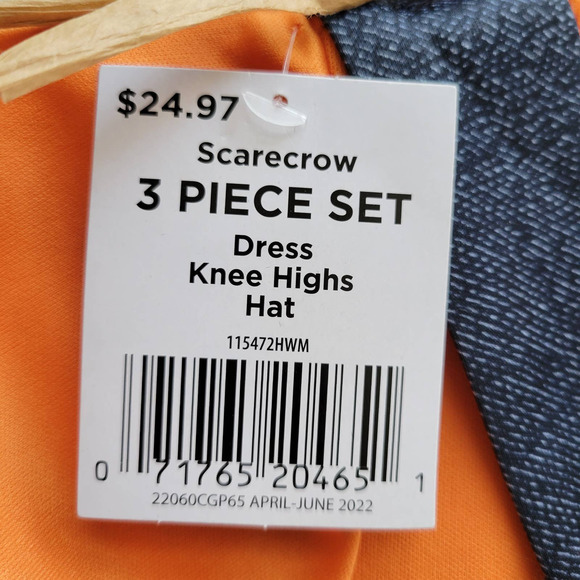 $24.97
Scarecrow
3 PIECE SET
Dress
Knee Highs
Hat
115472HWM
0 71765 20465 1
22060CGP65 APRIL-JUNE 2022